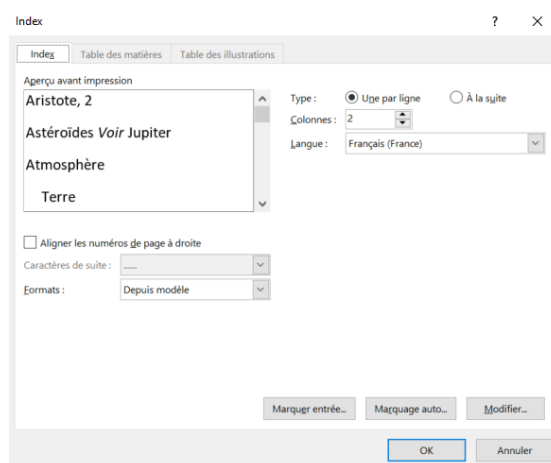 Index ? ×
Index Table des matières Table des illustrations
Aperçu avant impression
Aristote, 2
Astéroïdes Voir Jupiter
Atmosphère
Terre
Type : Une par ligne À la suite
Colonnes : 2
Langue : Français (France)
Aligner les numéros de page à droite
Caractères de suite : ......
Formats : Depuis modèle
Marquer entrée... Marquage auto... Modifier...
OK Annuler